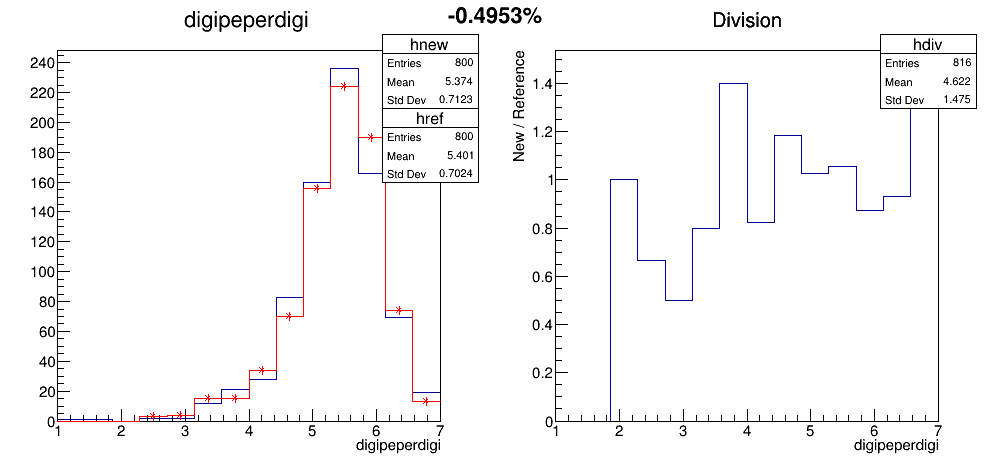 -0.4953%
digipeperdigi
hnew
Entries 800
Mean 5.374
Std Dev 0.7123
href
Entries 800
Mean 5.401
Std Dev 0.7024
240
220
200
180
160
140
120
100
80
60
40
20
0
1 2 3 4 5 6 7
digipeperdigi
Division
hdiv
Entries 816
Mean 4.622
Std Dev 1.475
New / Reference
1.4
1.2
1
0.8
0.6
0.4
0.2
0
1 2 3 4 5 6 7
digipeperdigi